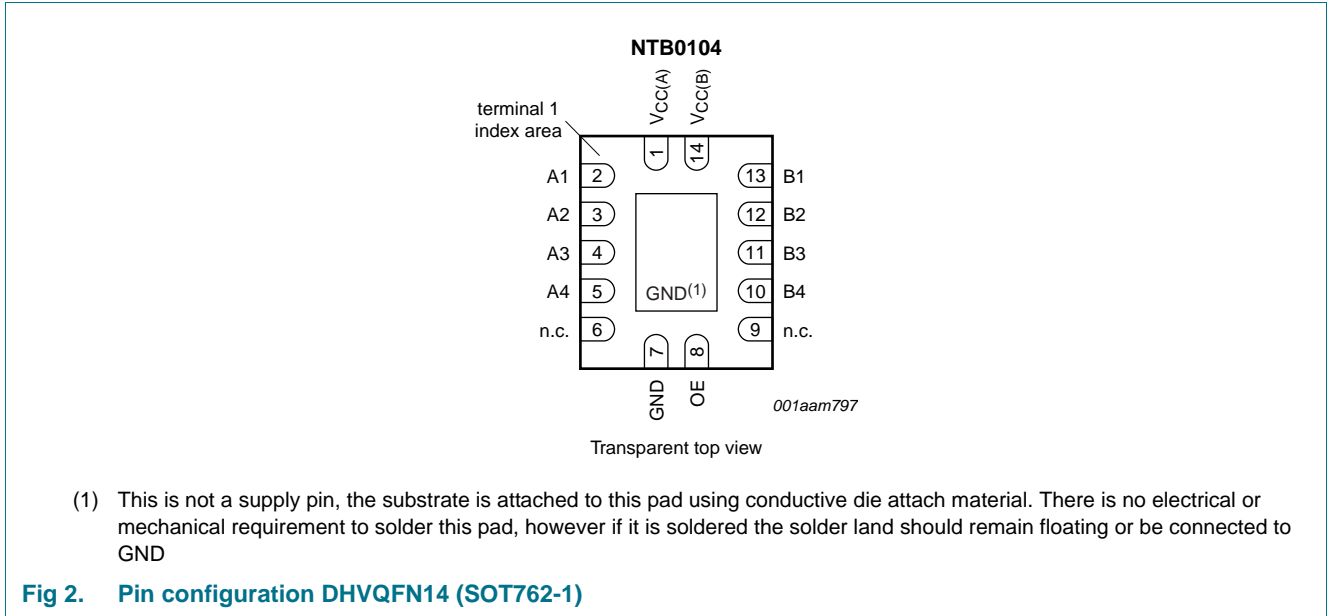 NTB0104
VCC(A)
VCC(B)
terminal 1
index area
1
14
A1 2
13 B1
A2 3
12 B2
A3 4
11 B3
A4 5
GND(1)
10 B4
n.c. 6
9 n.c.
7
8
GND
OE
001aam797
Transparent top view
(1) This is not a supply pin, the substrate is attached to this pad using conductive die attach material. There is no electrical or
mechanical requirement to solder this pad, however if it is soldered the solder land should remain floating or be connected to
GND
Fig 2. Pin configuration DHVQFN14 (SOT762-1)